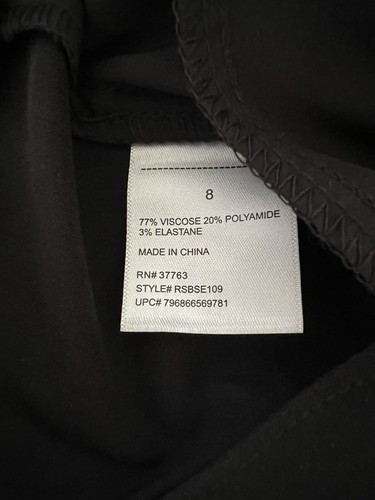 8
77% VISCOSE 20% POLYAMIDE
3% ELASTANE
MADE IN CHINA
RN# 37763
STYLE# RSBSE109
UPC# 796866569781